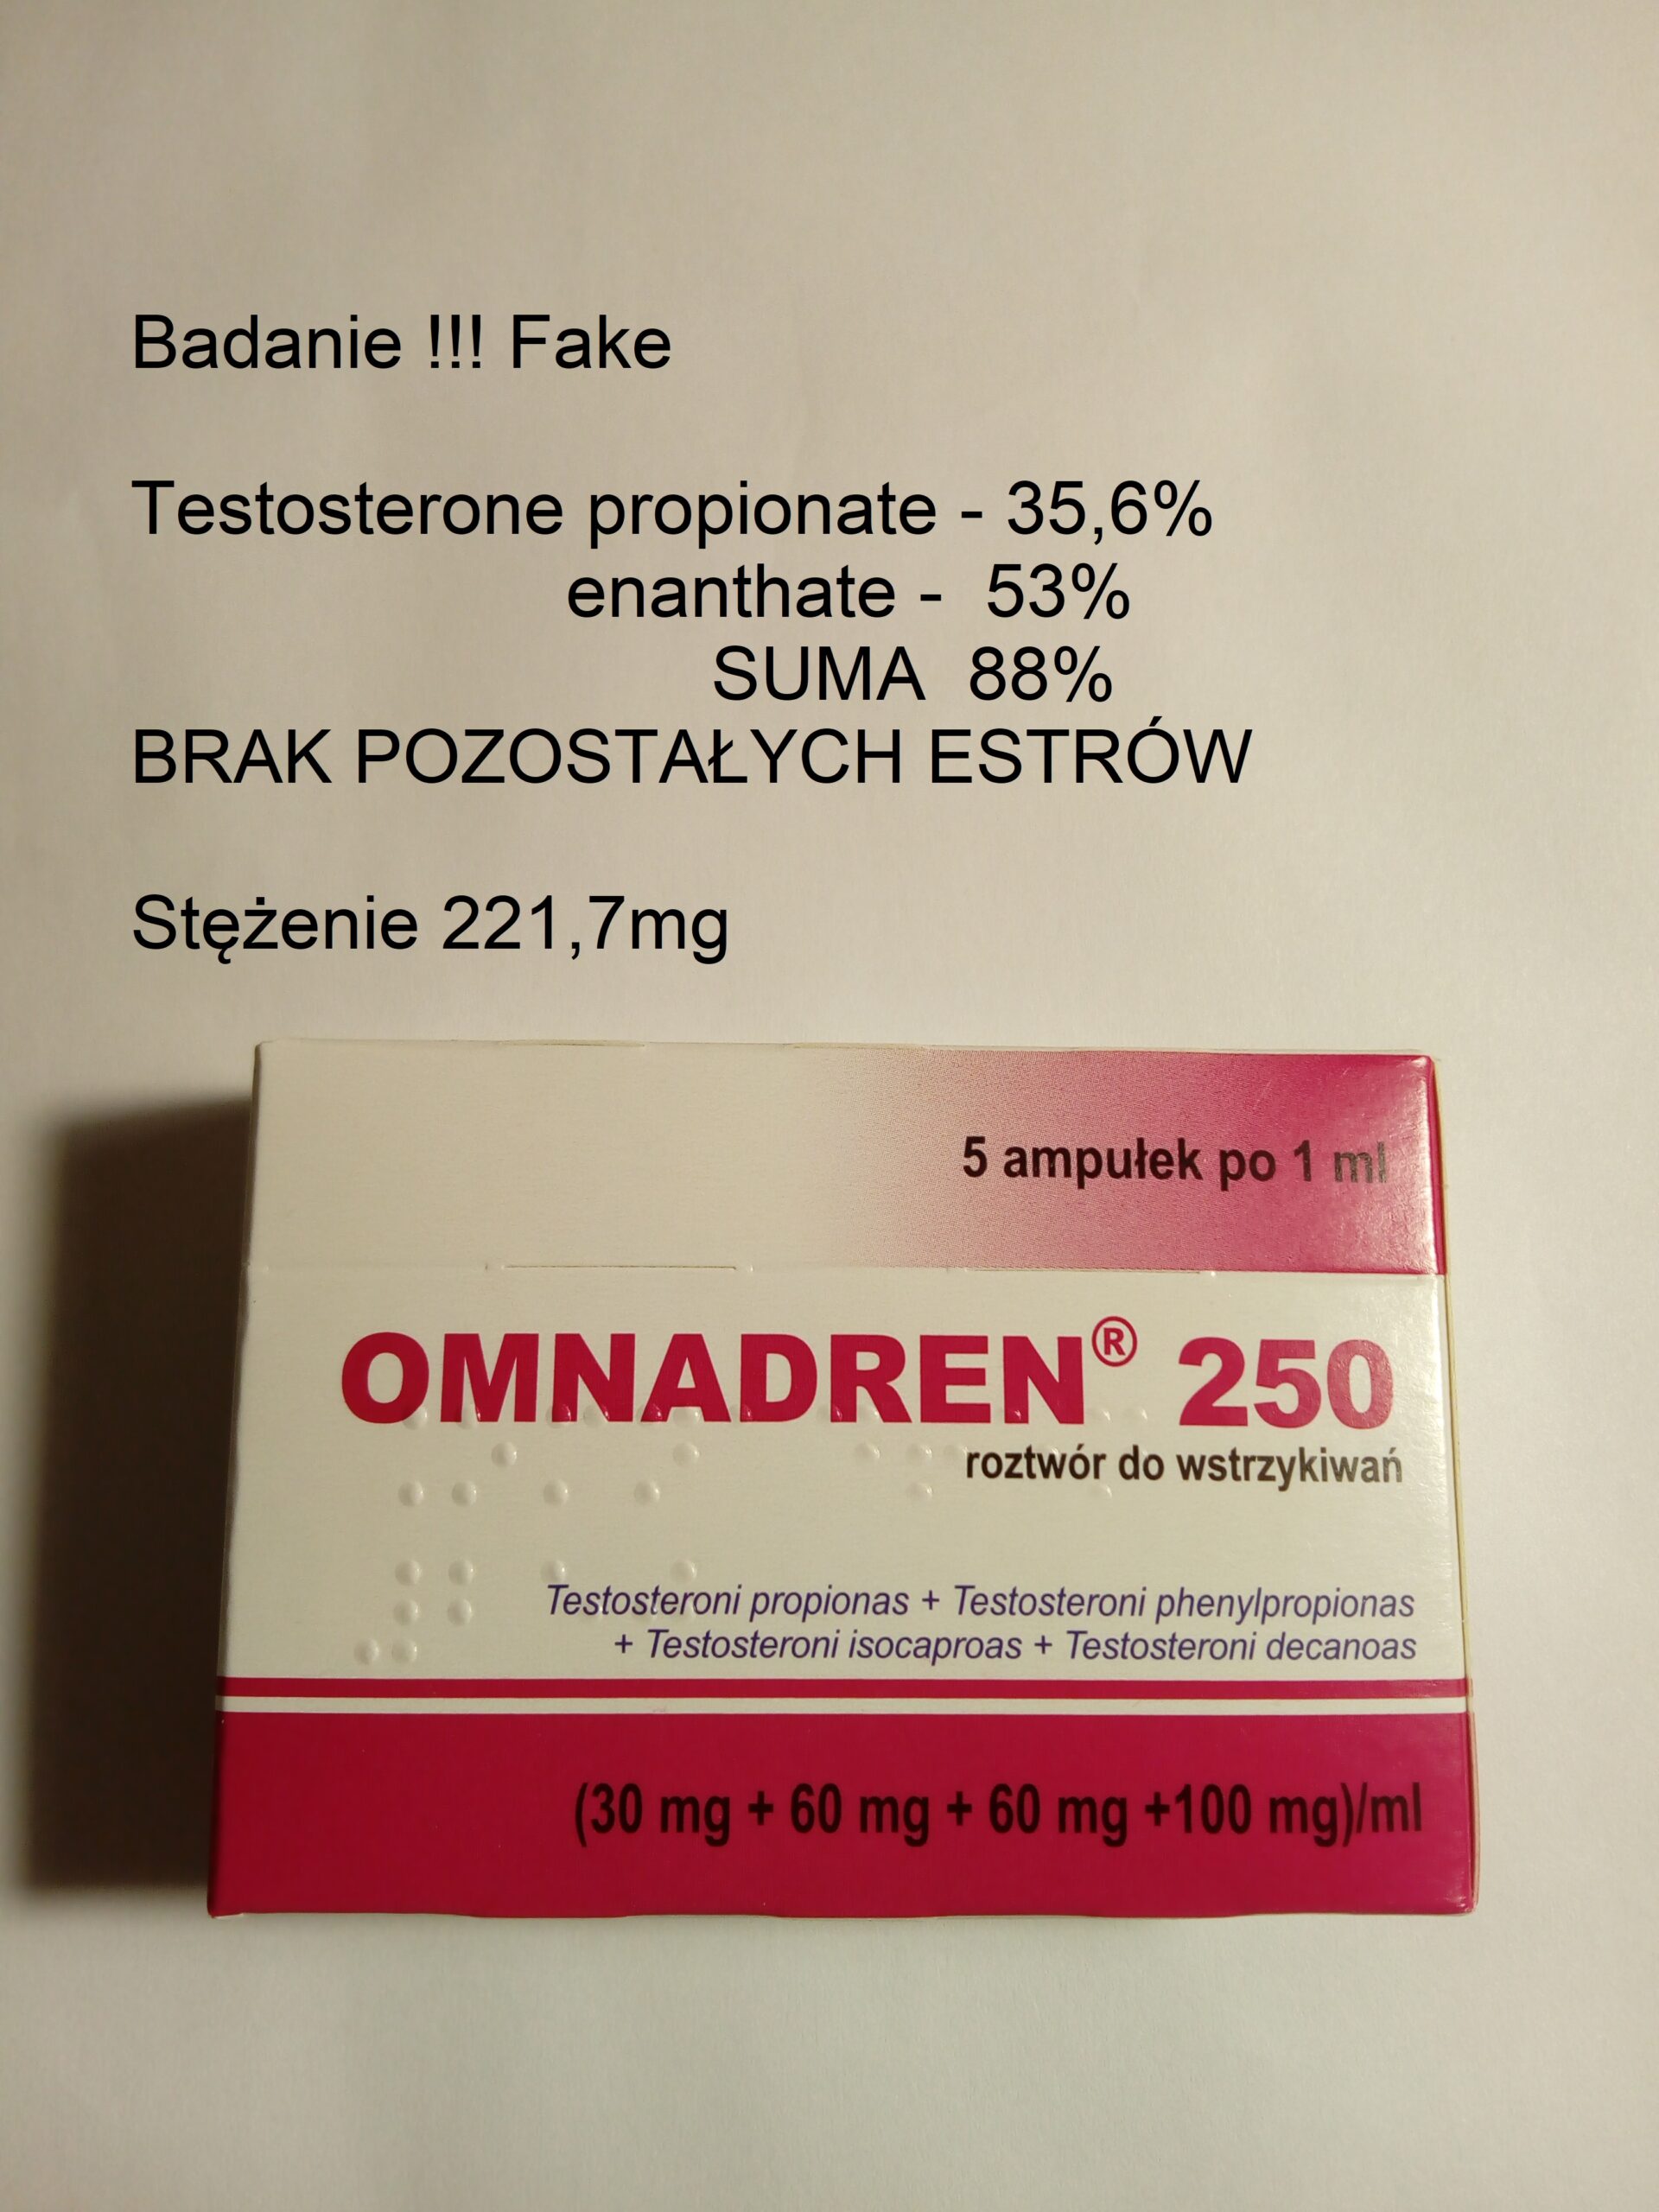 Badanie !!! Fake
Testosterone propionate - 35,6%
enanthate - 53%
SUMA 88%
BRAK POZOSTAŁYCH ESTRÓW
Stężenie 221,7mg
5 ampułek po 1 ml
OMNADREN® 250
roztwór do wstrzykiwań
Testosteroni propionas + Testosteroni phenylpropionas
+ Testosteroni isocaproas + Testosteroni decanoas
(30 mg + 60 mg + 60 mg +100 mg)/ml